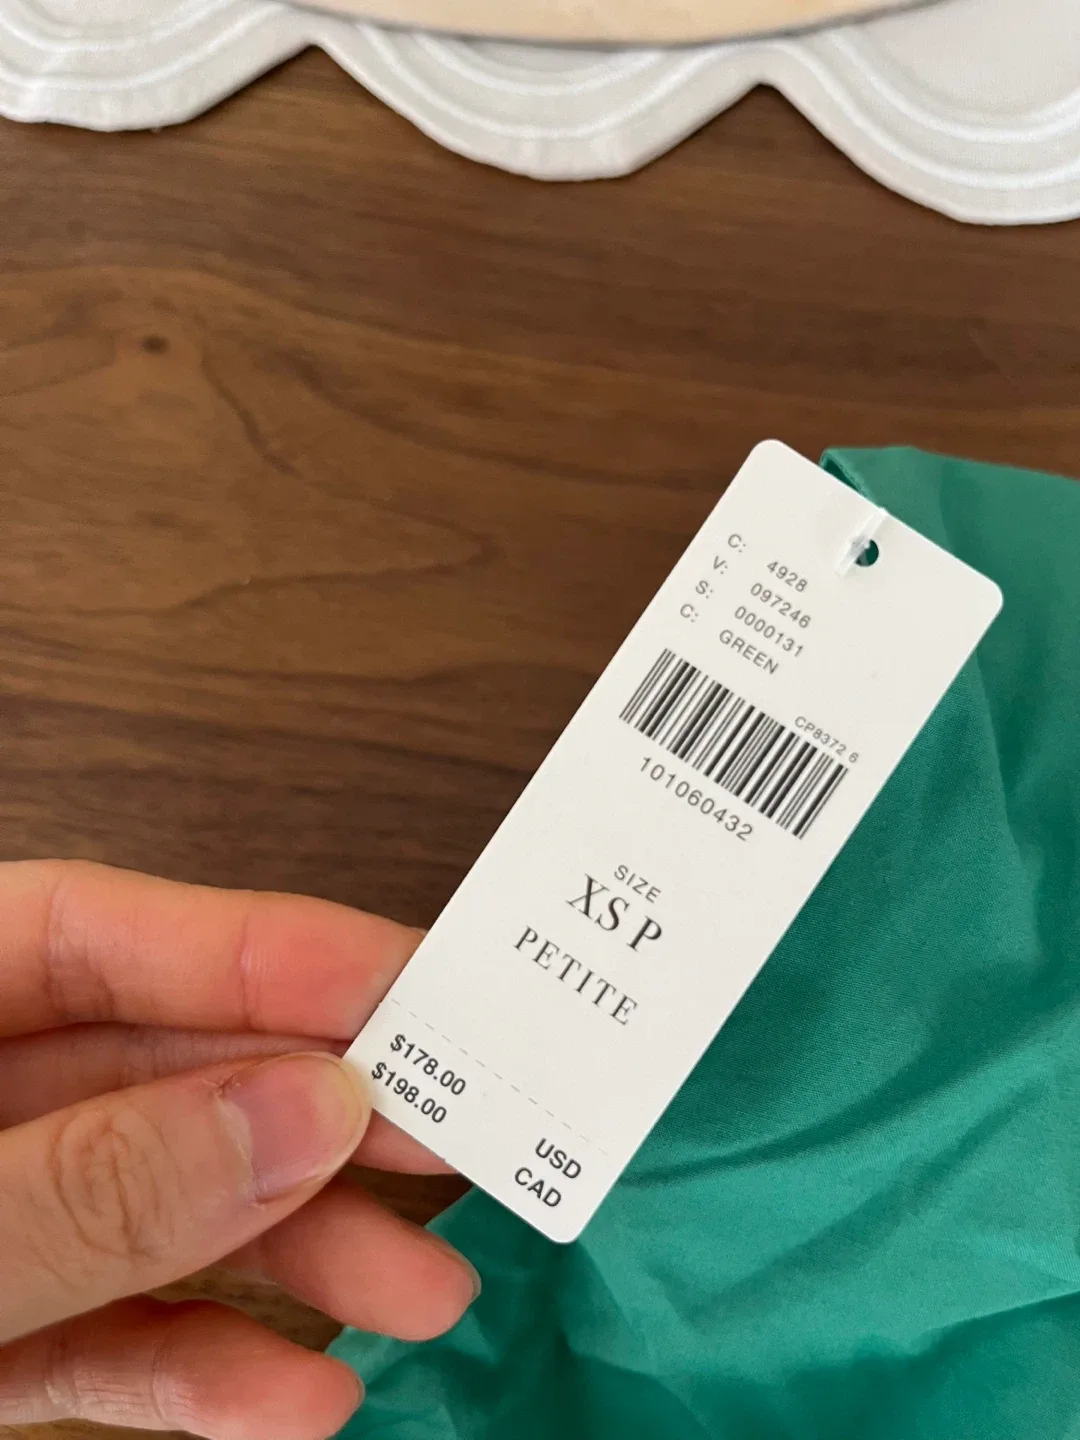 C: 4928
V: 097246
S: 0000131
C: GREEN
CP8372 6
101060432
SIZE
XS P
PETITE
$178.00 USD
$198.00 CAD